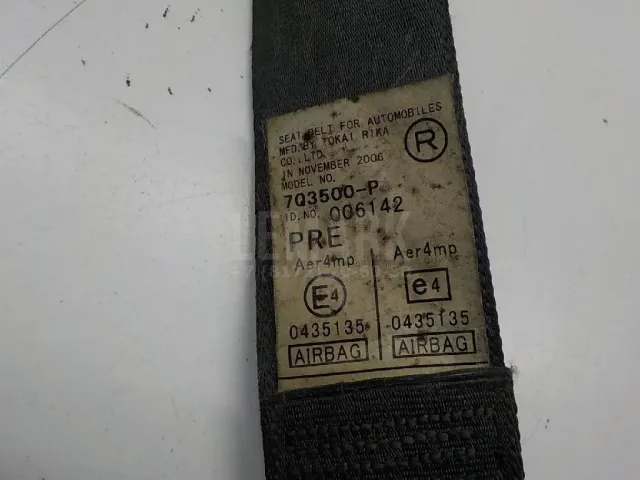 SEAT BELT FOR AUTOMOBILES
MFD. BY TOKAI RIKA
CO., LTD.
IN NOVEMBER 2006
MODEL NO.
7Q3500-P
ID. NO. 006142
R
PRE
Aer4mp Aer4mp
E4 e4
0435135 0435135
AIRBAG AIRBAG